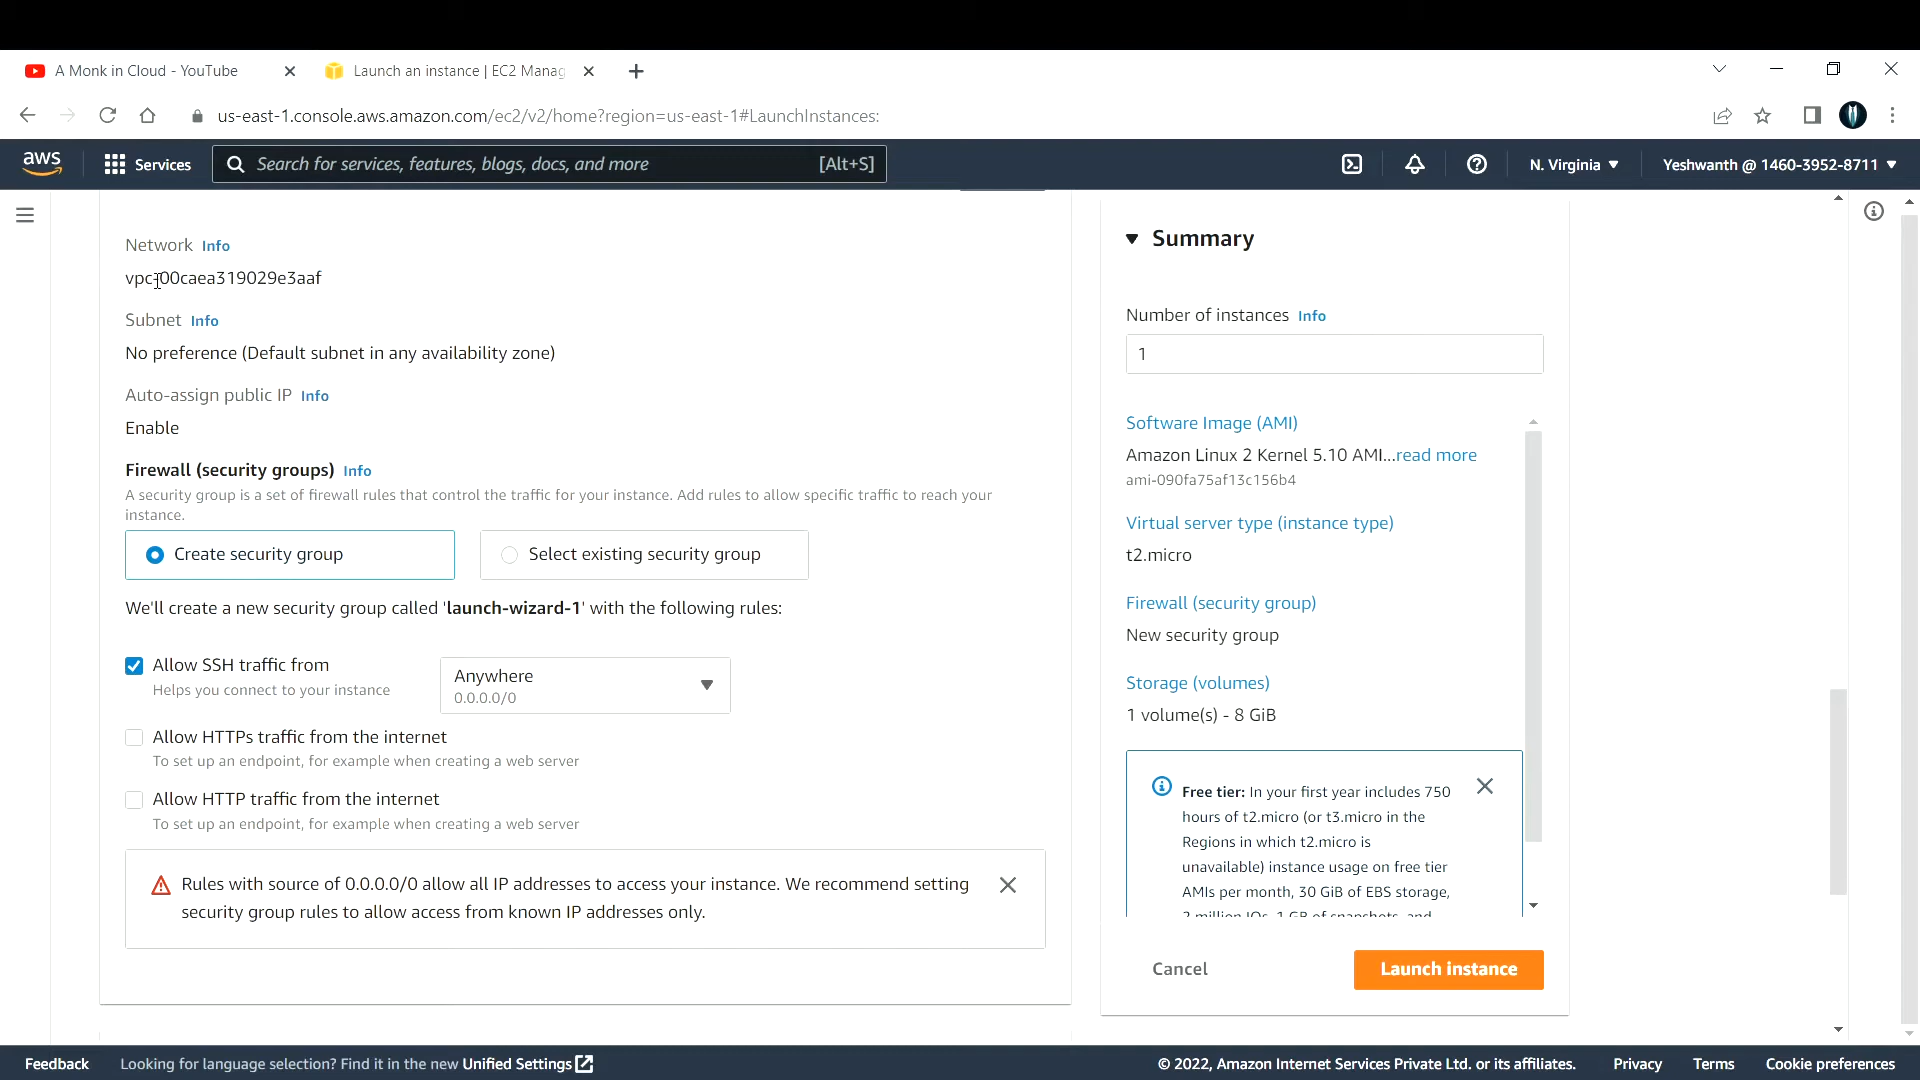 A Monk in Cloud - YouTube
Launch an instance | EC2 Manag
us-east-1.console.aws.amazon.com/ec2/v2/home?region=us-east-1#LaunchInstances:
aws
Services
Search for services, features, blogs, docs, and more
[Alt+S]
N. Virginia
Yeshwanth @ 1460-3952-8711
Network Info
vpc-00caea319029e3aaf
Subnet Info
No preference (Default subnet in any availability zone)
Auto-assign public IP Info
Enable
Firewall (security groups) Info
A security group is a set of firewall rules that control the traffic for your instance. Add rules to allow specific traffic to reach your
instance.
Create security group
Select existing security group
We'll create a new security group called 'launch-wizard-1' with the following rules:
Allow SSH traffic from
Helps you connect to your instance
Anywhere
0.0.0.0/0
Allow HTTPs traffic from the internet
To set up an endpoint, for example when creating a web server
Allow HTTP traffic from the internet
To set up an endpoint, for example when creating a web server
Rules with source of 0.0.0.0/0 allow all IP addresses to access your instance. We recommend setting
security group rules to allow access from known IP addresses only.
Summary
Number of instances Info
1
Software Image (AMI)
Amazon Linux 2 Kernel 5.10 AMI...read more
ami-090fa75af13c156b4
Virtual server type (instance type)
t2.micro
Firewall (security group)
New security group
Storage (volumes)
1 volume(s) - 8 GiB
Free tier: In your first year includes 750
hours of t2.micro (or t3.micro in the
Regions in which t2.micro is
unavailable) instance usage on free tier
AMIs per month, 30 GiB of EBS storage,
2 million IOs, 1 GB of snapshots, and
Cancel
Launch instance
Feedback
Looking for language selection? Find it in the new Unified Settings
© 2022, Amazon Internet Services Private Ltd. or its affiliates.
Privacy
Terms
Cookie preferences